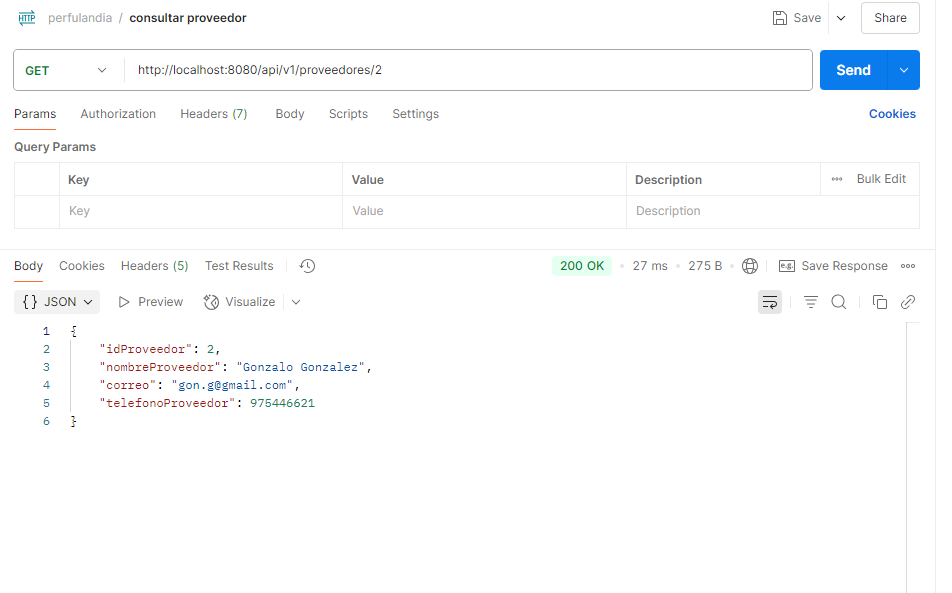 HTTP perfulandia / consultar proveedor Save Share
GET http://localhost:8080/api/v1/proveedores/2 Send
Params Authorization Headers (7) Body Scripts Settings Cookies
Query Params
Key Value Description Bulk Edit
Key Value Description
Body Cookies Headers (5) Test Results 200 OK 27 ms 275 B e.g. Save Response
{} JSON Preview Visualize
1 {
2 "idProveedor": 2,
3 "nombreProveedor": "Gonzalo Gonzalez",
4 "correo": "gon.g@gmail.com",
5 "telefonoProveedor": 975446621
6 }